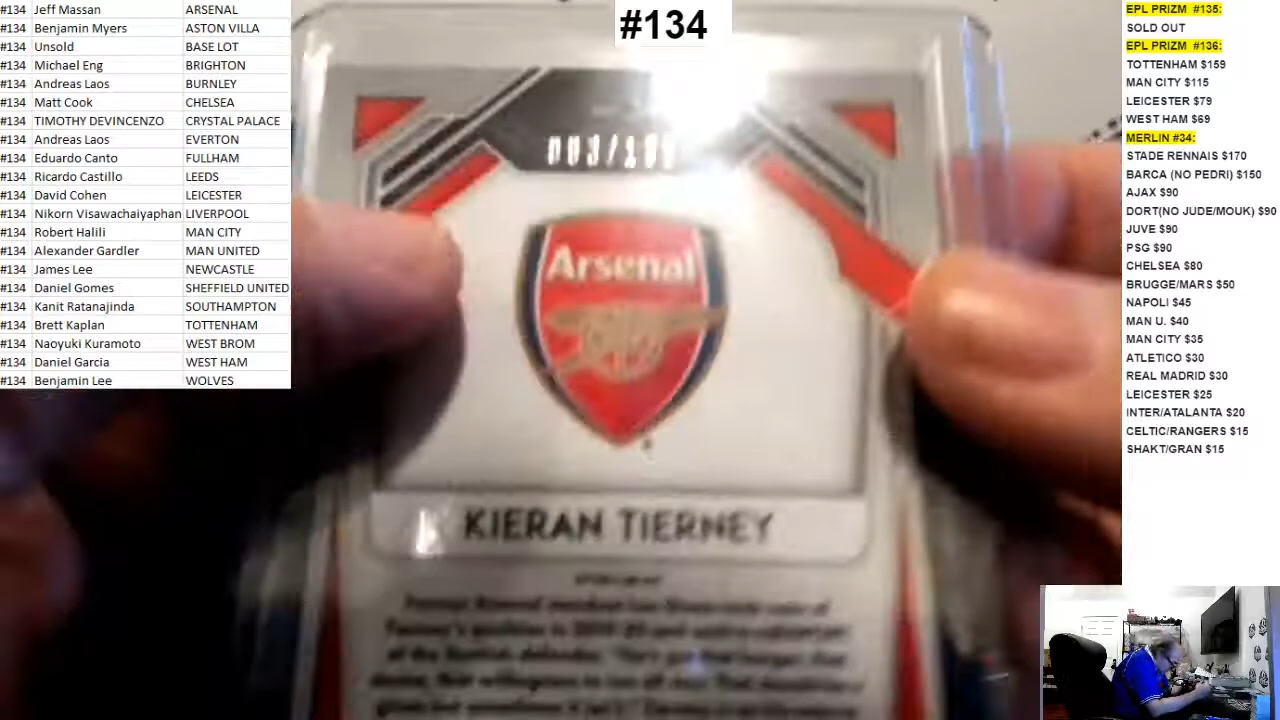 #134 Jeff Massan ARSENAL
#134 Benjamin Myers ASTON VILLA
#134 Unsold BASE LOT
#134 Michael Eng BRIGHTON
#134 Andreas Laos BURNLEY
#134 Matt Cook CHELSEA
#134 TIMOTHY DEVINCENZO CRYSTAL PALACE
#134 Andreas Laos EVERTON
#134 Eduardo Canto FULLHAM
#134 Ricardo Castillo LEEDS
#134 David Cohen LEICESTER
#134 Nikorn Visawachaiyaphan LIVERPOOL
#134 Robert Halili MAN CITY
#134 Alexander Gardler MAN UNITED
#134 James Lee NEWCASTLE
#134 Daniel Gomes SHEFFIELD UNITED
#134 Kanit Ratanajinda SOUTHAMPTON
#134 Brett Kaplan TOTTENHAM
#134 Naoyuki Kuramoto WEST BROM
#134 Daniel Garcia WEST HAM
#134 Benjamin Lee WOLVES
#134
Arsenal
KIERAN TIERNEY
EPL PRIZM #135:
SOLD OUT
EPL PRIZM #136:
TOTTENHAM $159
MAN CITY $115
LEICESTER $79
WEST HAM $69
MERLIN #34:
STADE RENNAIS $170
BARCA (NO PEDRI) $150
AJAX $90
DORT(NO JUDE/MOUK) $90
JUVE $90
PSG $90
CHELSEA $80
BRUGGE/MARS $50
NAPOLI $45
MAN U. $40
MAN CITY $35
ATLETICO $30
REAL MADRID $30
LEICESTER $25
INTER/ATALANTA $20
CELTIC/RANGERS $15
SHAKT/GRAN $15